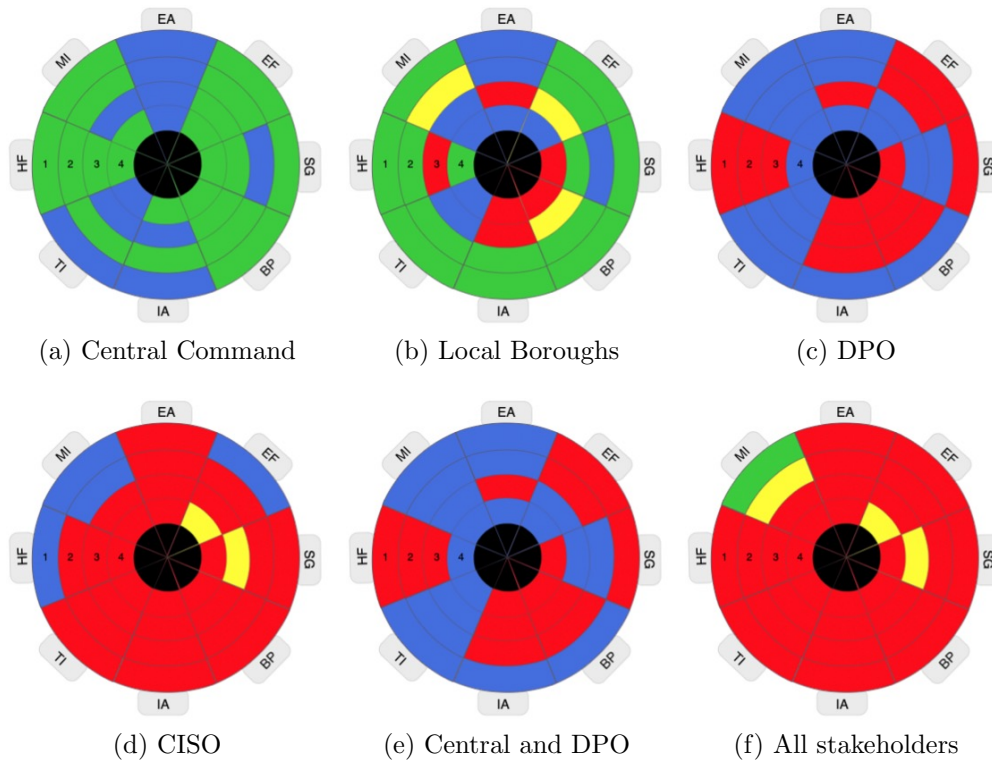 EA
EA
EA
MI
EF
MI
EF
MI
EF
HF
1
2
3
4
SG
HF
1
2
3
4
SG
HF
1
2
3
4
SG
TI
BP
TI
BP
TI
BP
IA
IA
IA
(a) Central Command
(b) Local Boroughs
(c) DPO
EA
EA
EA
MI
EF
MI
EF
MI
EF
HF
1
2
3
4
SG
HF
1
2
3
4
SG
HF
1
2
3
4
SG
TI
BP
TI
BP
TI
BP
IA
IA
IA
(d) CISO
(e) Central and DPO
(f) All stakeholders